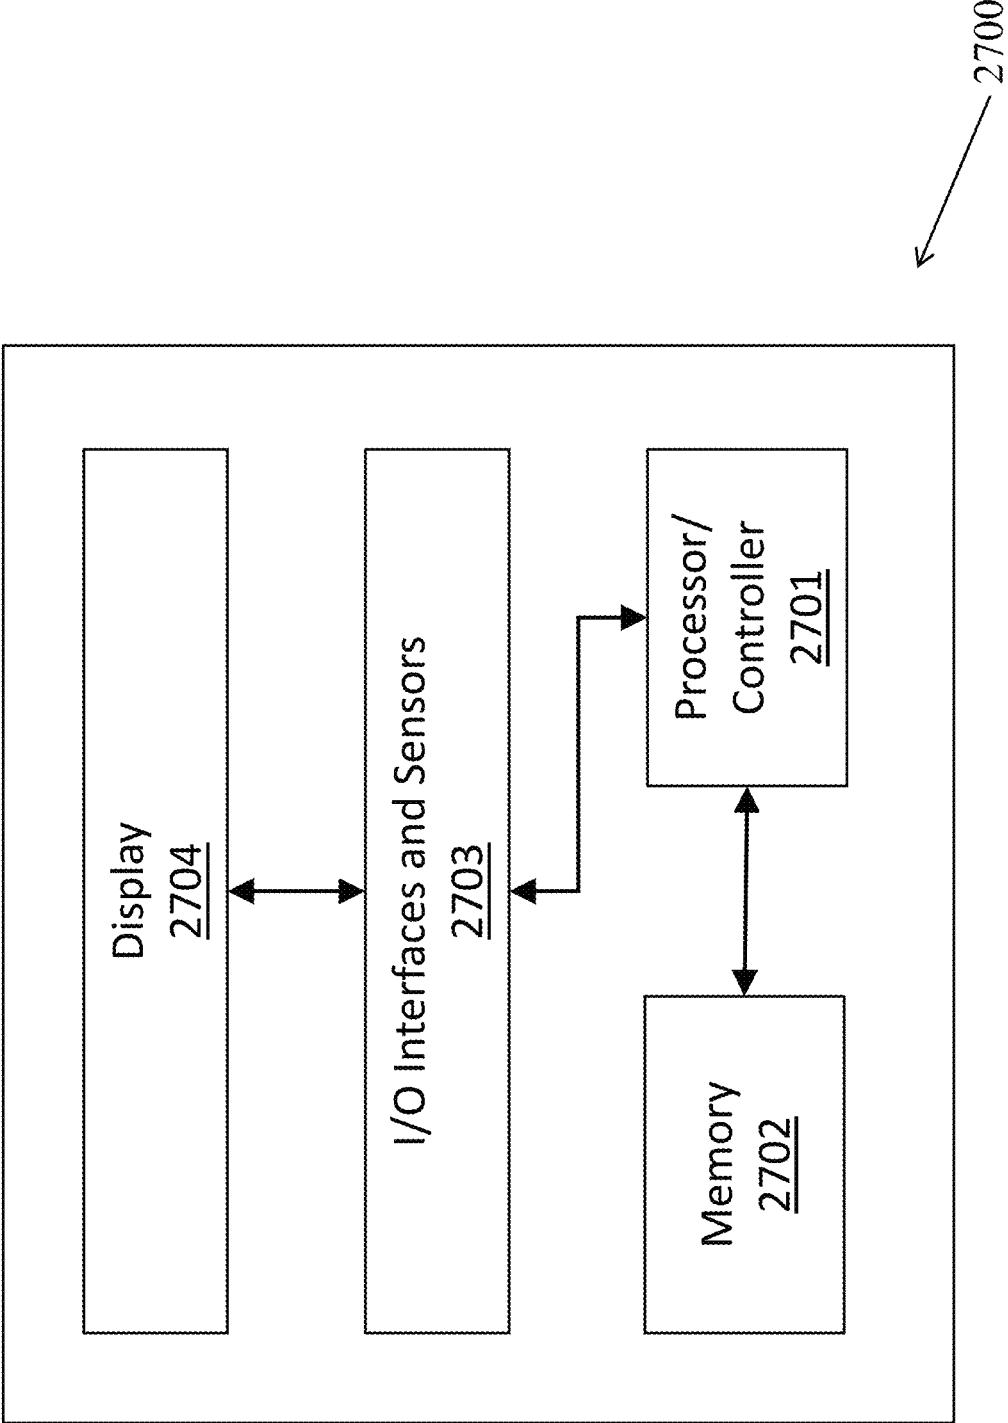 2700
Display
2704
I/O Interfaces and Sensors
2703
Memory
2702
Processor/
Controller
2701